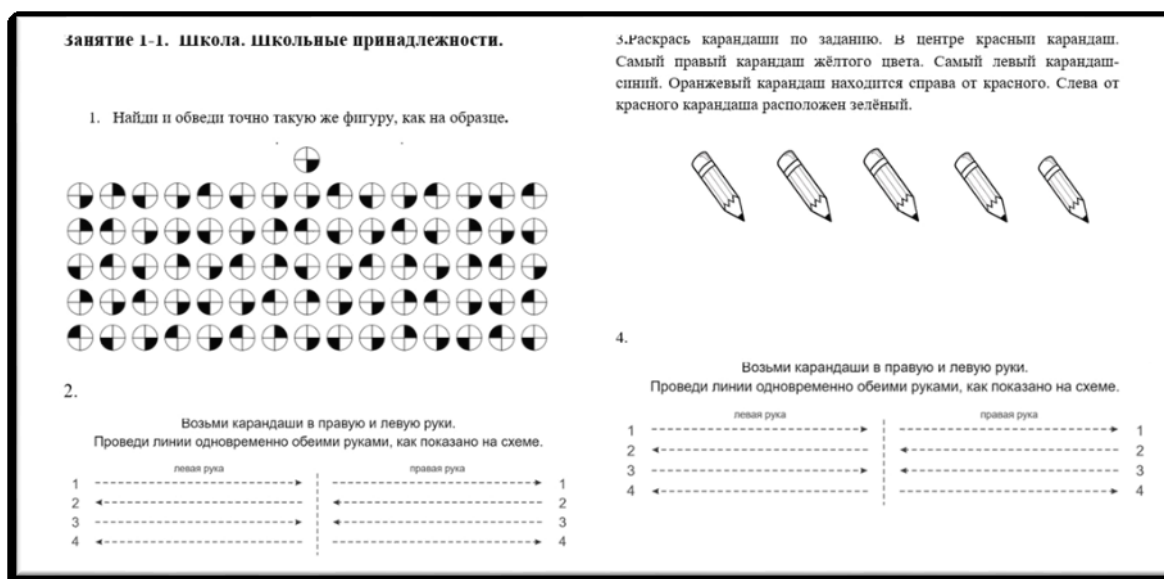 Занятие 1-1. Школа. Школьные принадлежности.
1. Найди и обведи точно такую же фигуру, как на образце.
2.
Возьми карандаши в правую и левую руки.
Проведи линии одновременно обеими руками, как показано на схеме.
левая рука правая рука
1 1
2 2
3 3
4 4
3.Раскрась карандаши по заданию. В центре красный карандаш.
Самый правый карандаш жёлтого цвета. Самый левый карандаш-
синий. Оранжевый карандаш находится справа от красного. Слева от
красного карандаша расположен зелёный.
4.
Возьми карандаши в правую и левую руки.
Проведи линии одновременно обеими руками, как показано на схеме.
левая рука правая рука
1 1
2 2
3 3
4 4